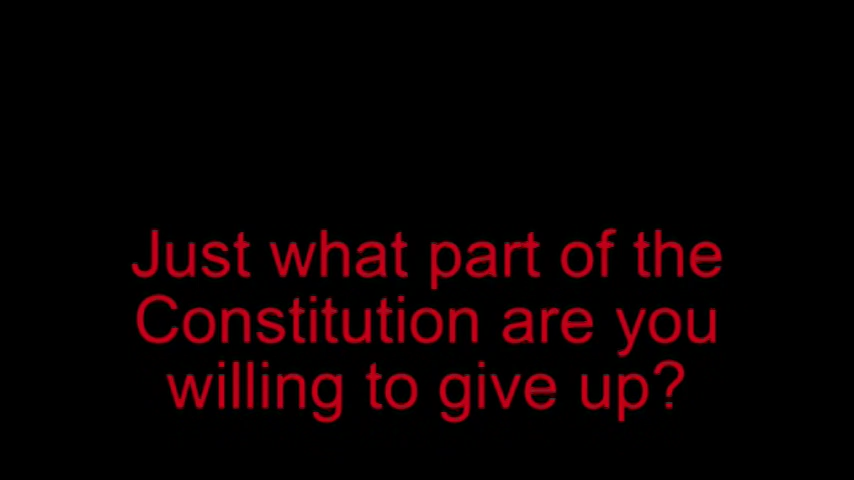 Just what part of the
Constitution are you
willing to give up?